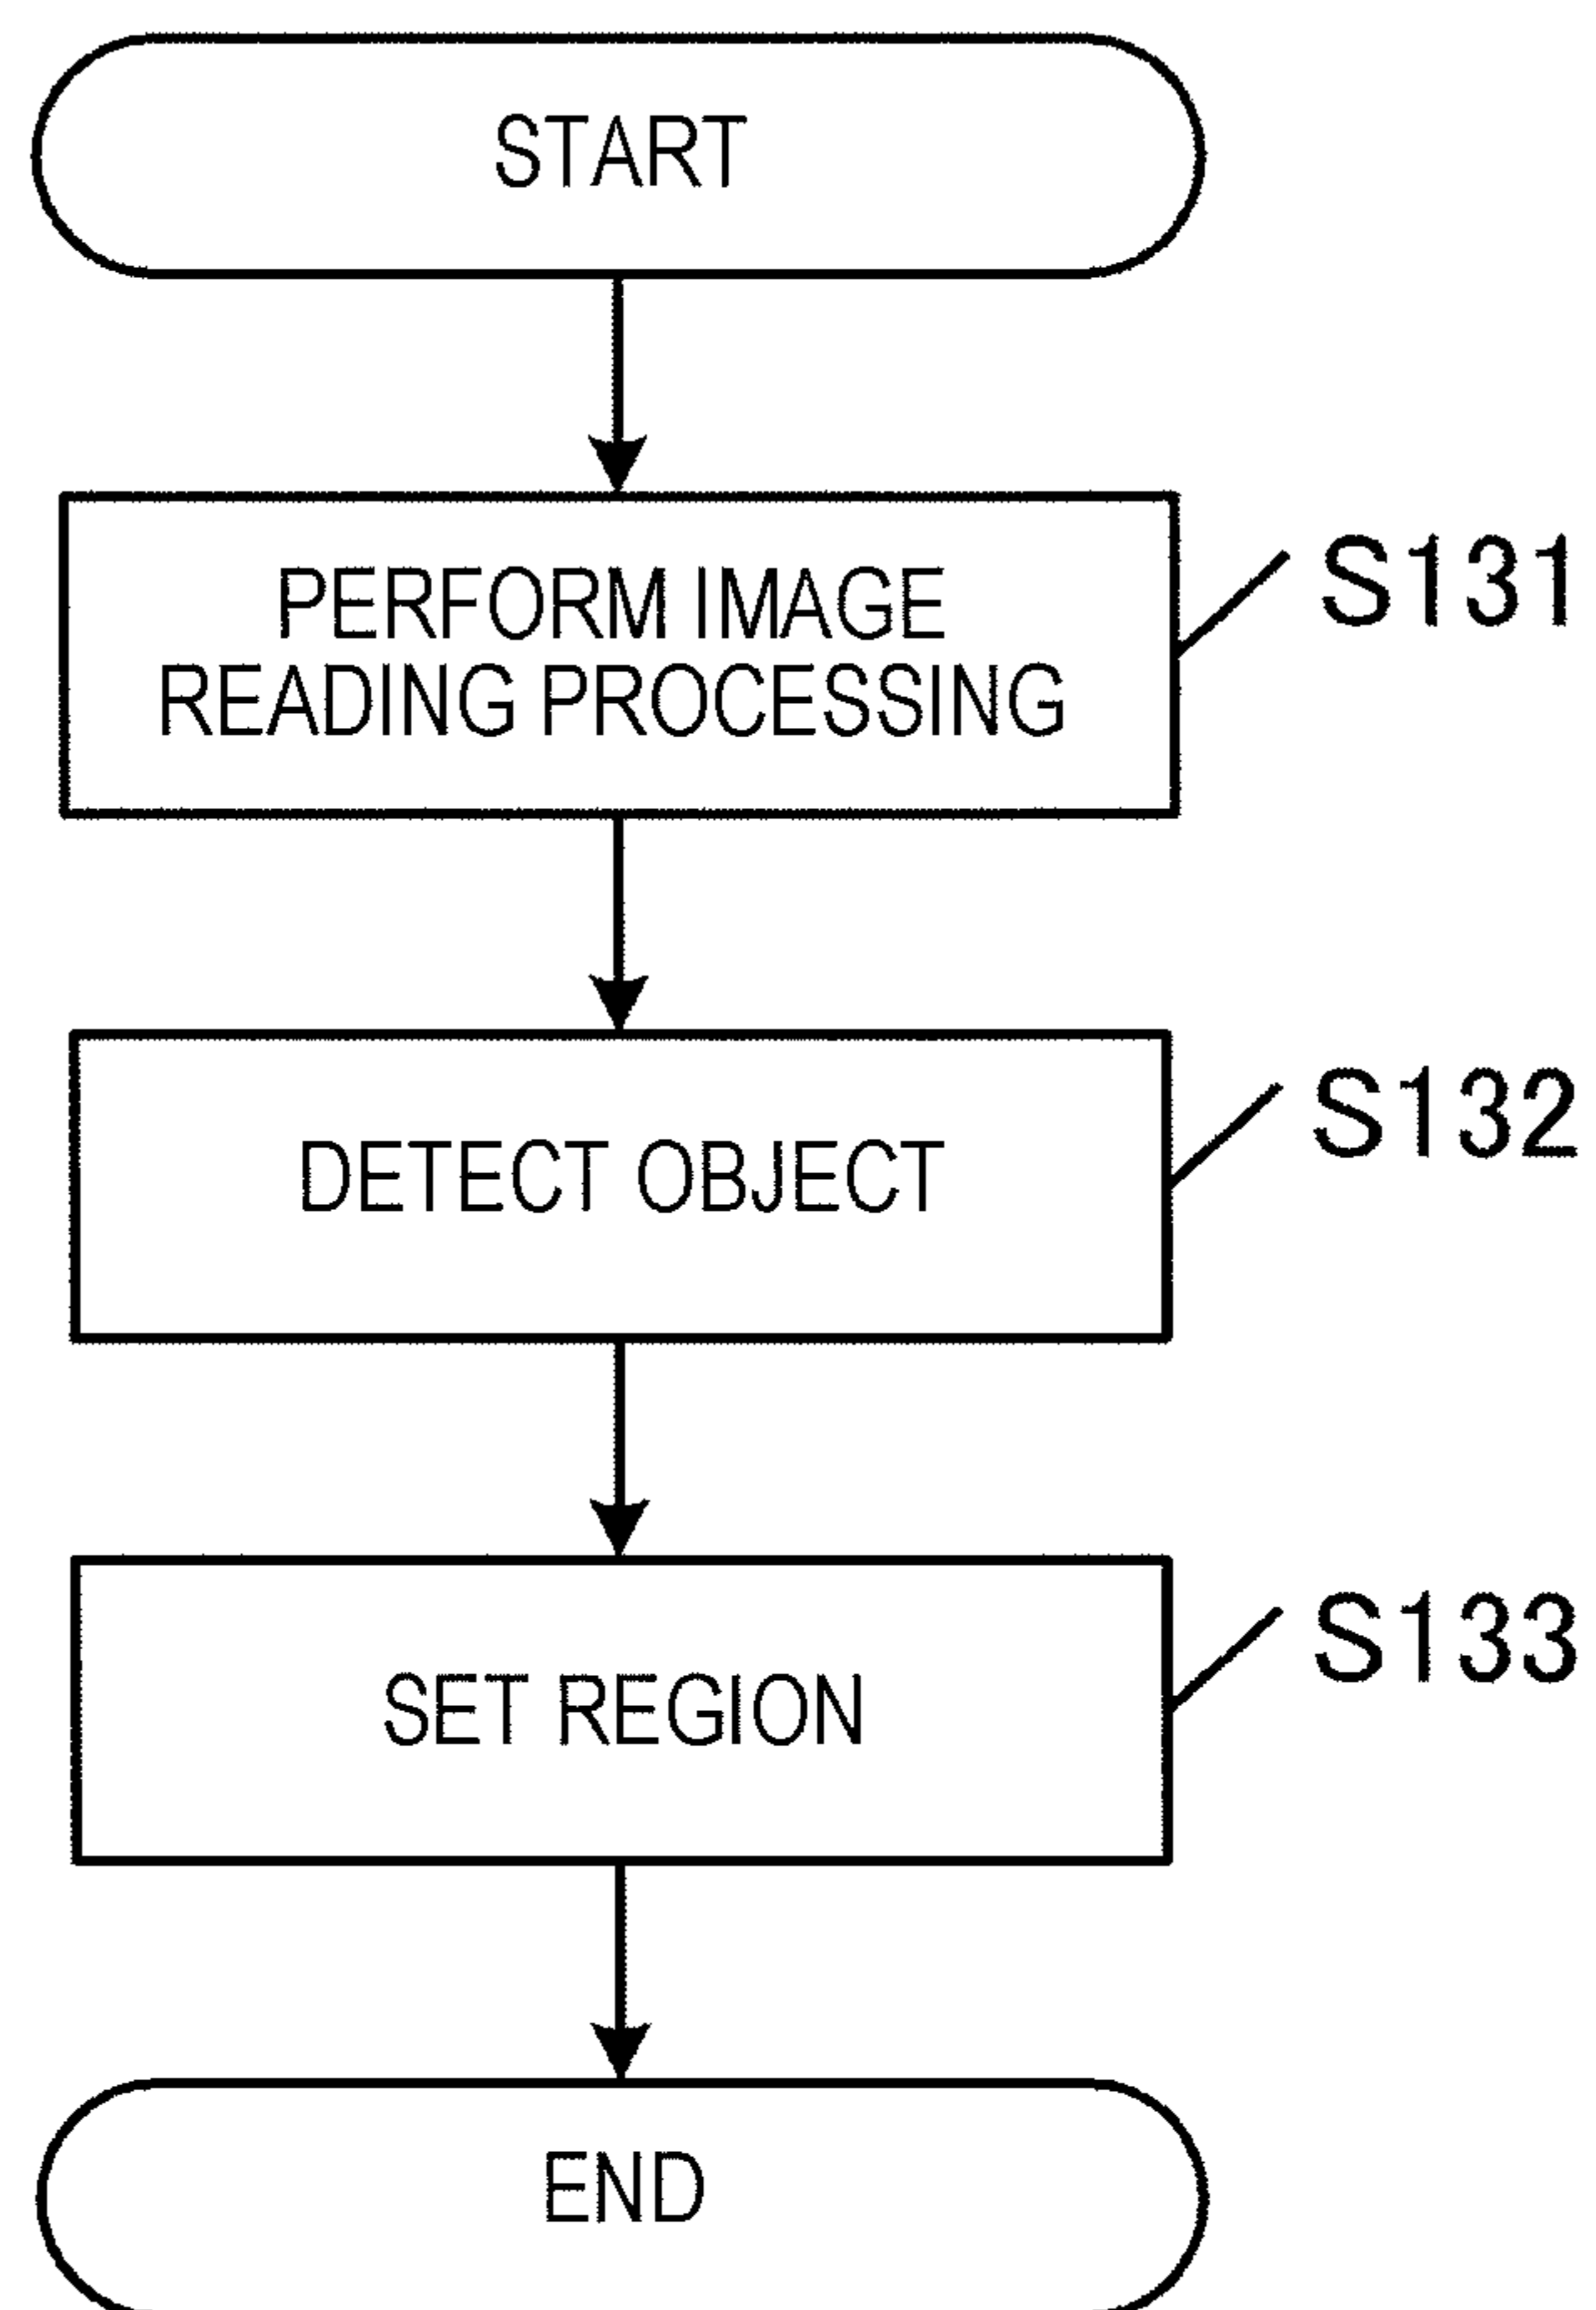 START
PERFORM IMAGE
READING PROCESSING
S131
DETECT OBJECT
S132
SET REGION
S133
END